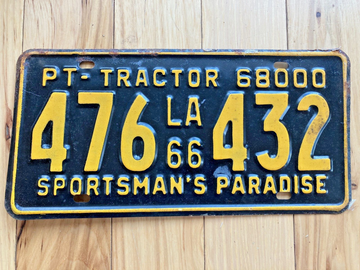 PT- TRACTOR 68000
476 LA 66 432
SPORTSMAN'S PARADISE